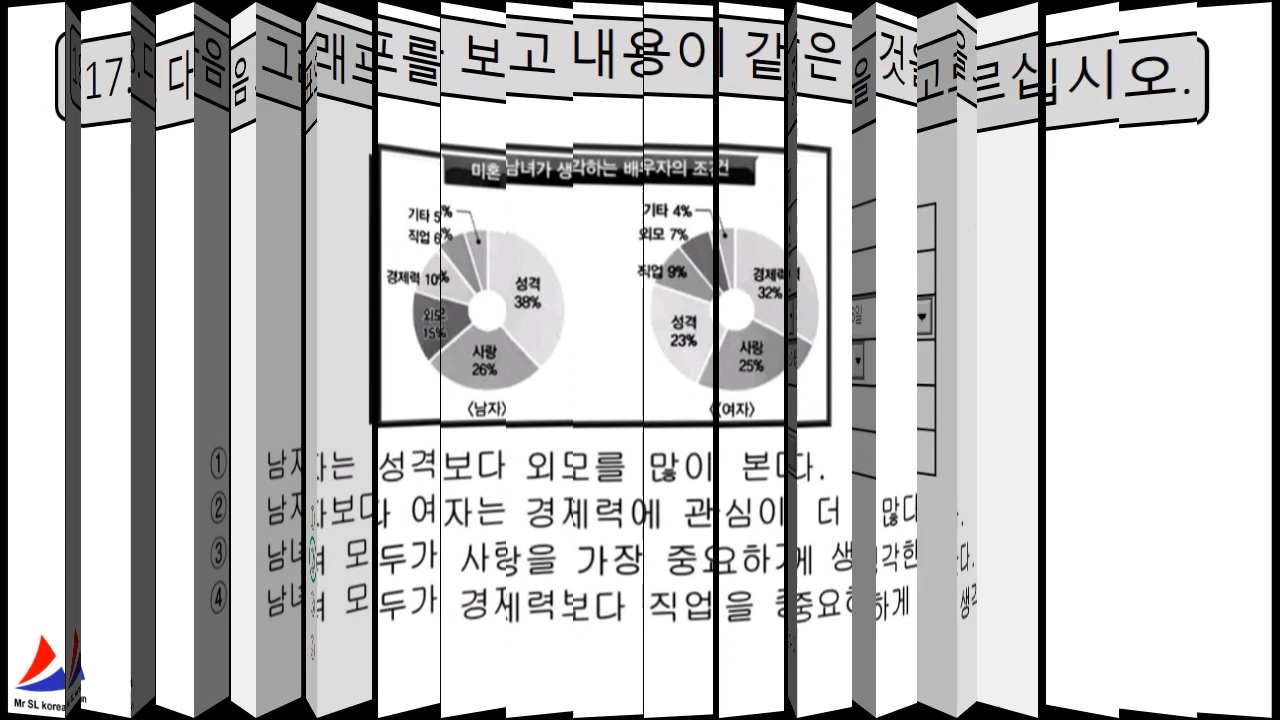 17. 다음 그래프를 보고 내용이 같은 것을 고르십시오.
미혼 남녀가 생각하는 배우자의 조건
기타 5%
직업 6%
경제력 10%
외모 15%
사랑 26%
성격 38%
<남자>
기타 4%
외모 7%
직업 9%
성격 23%
사랑 25%
경제력 32%
<여자>
① 남자는 성격보다 외모를 많이 본다.
② 남자보다 여자는 경제력에 관심이 더 많다.
③ 남녀 모두가 사랑을 가장 중요하게 생각한다.
④ 남녀 모두가 경제력보다 직업을 중요하게
Mr SL korean